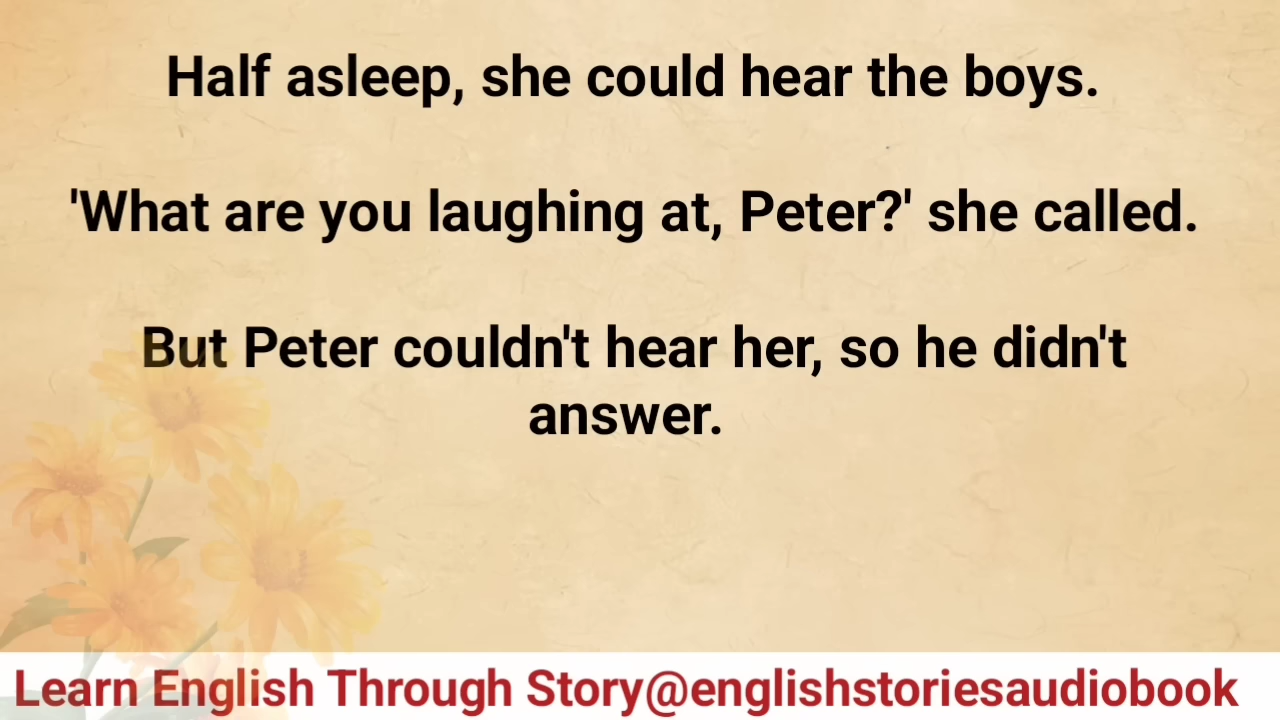 Half asleep, she could hear the boys.
'What are you laughing at, Peter?' she called.
But Peter couldn't hear her, so he didn't
answer.
Learn English Through Story@englishstoriesaudiobook